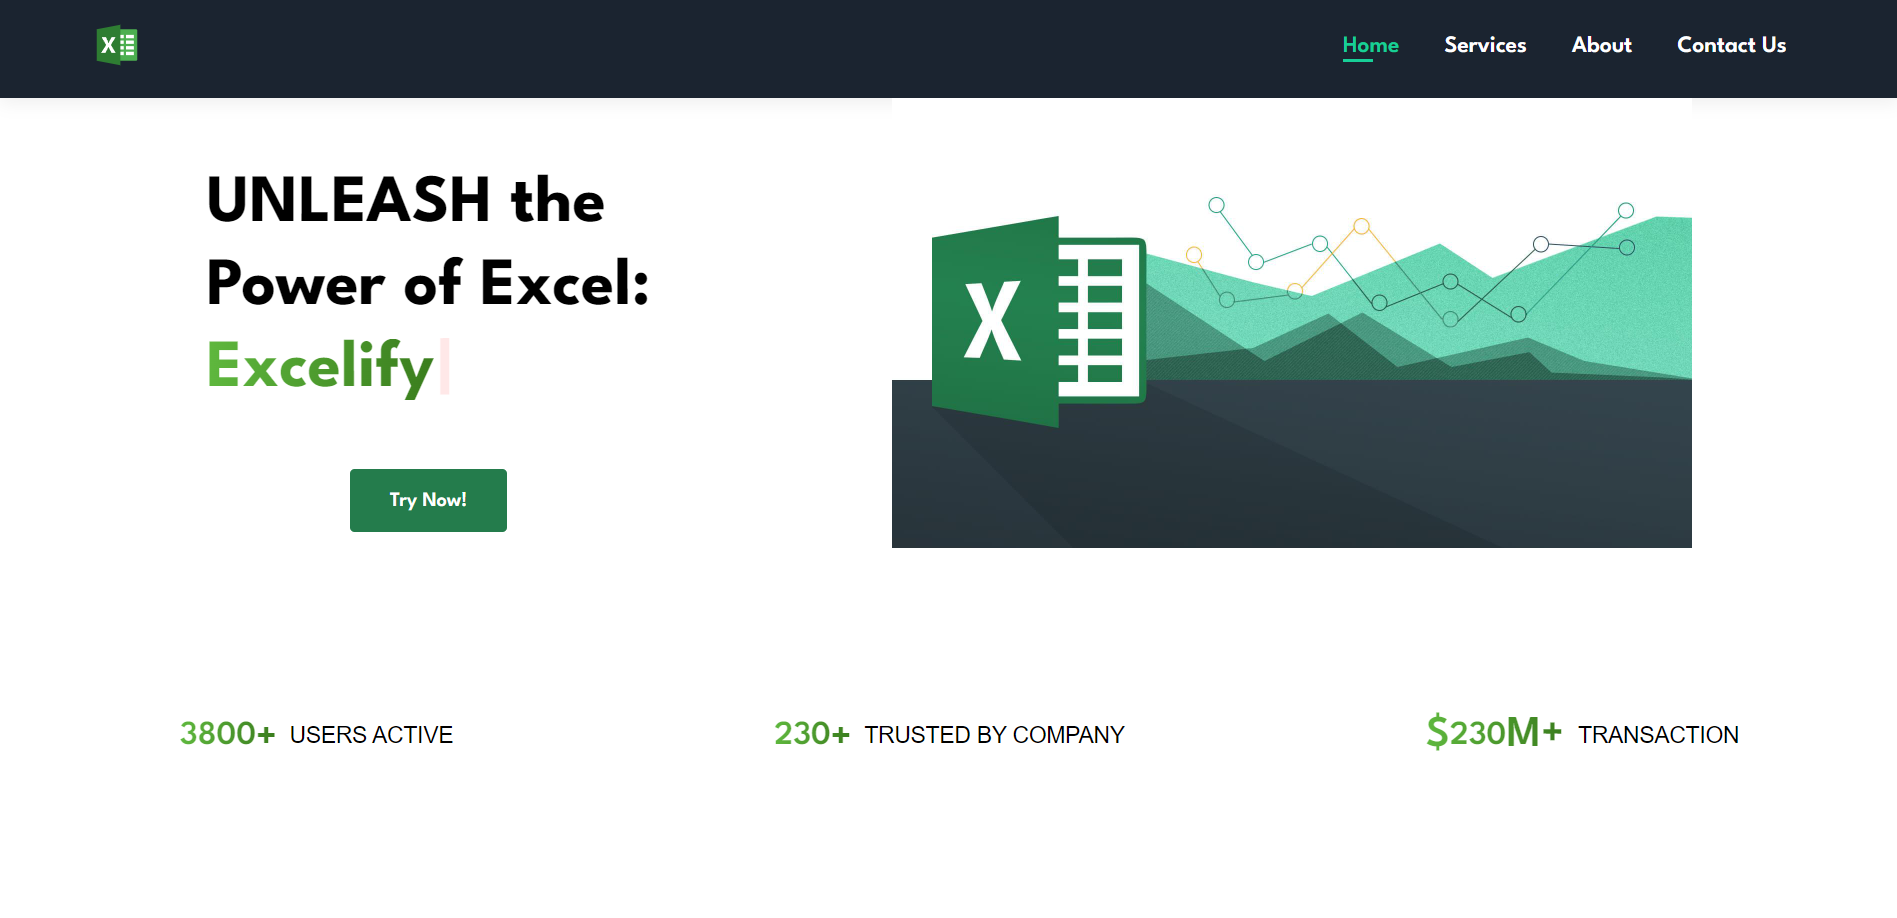 X
Home Services About Contact Us
UNLEASH the
Power of Excel:
Excelify
X
Try Now!
3800+ USERS ACTIVE
230+ TRUSTED BY COMPANY
$230M+ TRANSACTION